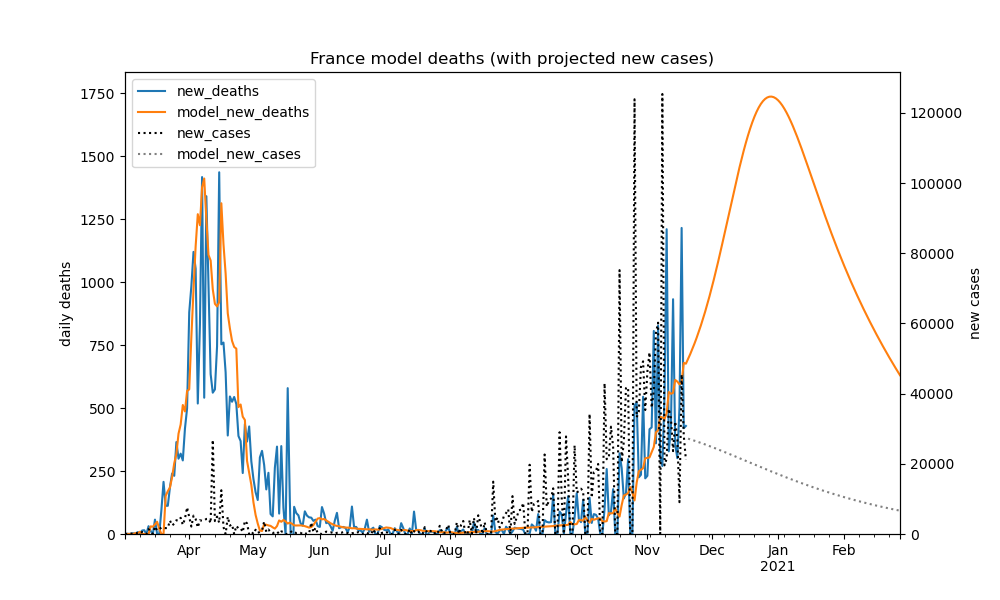 France model deaths (with projected new cases)
new_deaths
model_new_deaths
new_cases
model_new_cases
daily deaths
1750
1500
1250
1000
750
500
250
0
120000
100000
80000
60000
40000
20000
0
new cases
Apr May Jun Jul Aug Sep Oct Nov Dec Jan Feb
2021